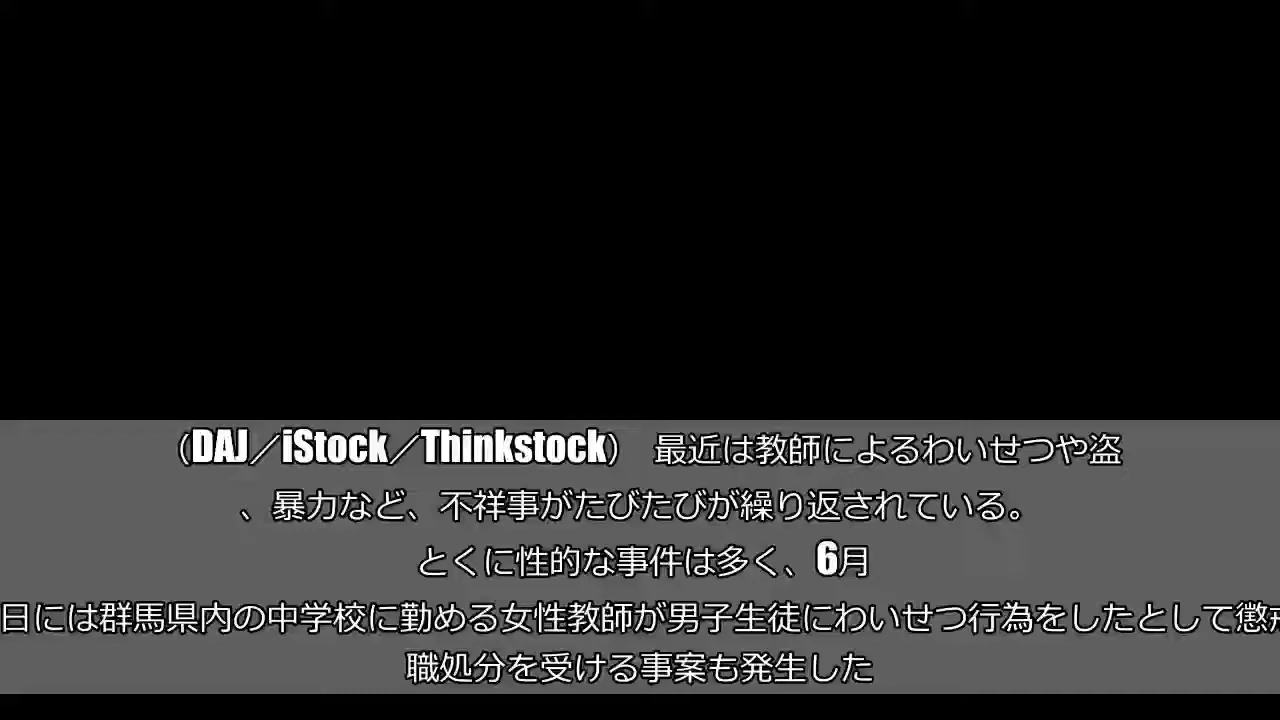 （DAJ／iStock／Thinkstock）　最近は教師によるわいせつや盗
、暴力など、不祥事がたびたびが繰り返されている。
とくに性的な事件は多く、6月
日には群馬県内の中学校に勤める女性教師が男子生徒にわいせつ行為をしたとして懲戒
職処分を受ける事案も発生した